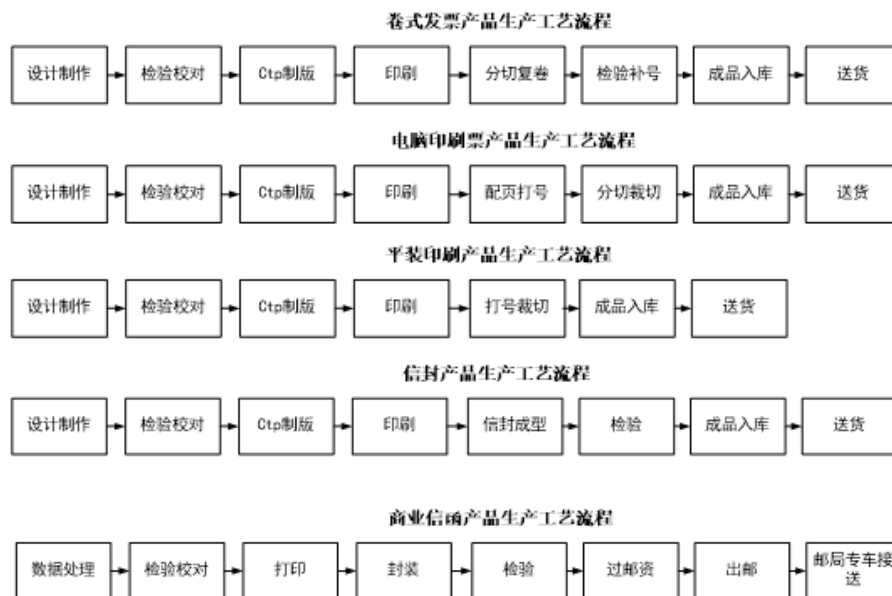 卷式发票产品生产工艺流程
设计制作 检验校对 Ctp制版 印刷 分切复卷 检验补号 成品入库 送货
电脑印刷票产品生产工艺流程
设计制作 检验校对 Ctp制版 印刷 配页打号 分切裁切 成品入库 送货
平装印刷产品生产工艺流程
设计制作 检验校对 Ctp制版 印刷 打号裁切 成品入库 送货
信封产品生产工艺流程
设计制作 检验校对 Ctp制版 印刷 信封成型 检验 成品入库 送货
商业信函产品生产工艺流程
数据处理 检验校对 打印 封装 检验 过邮资 出邮 邮局专车接
送